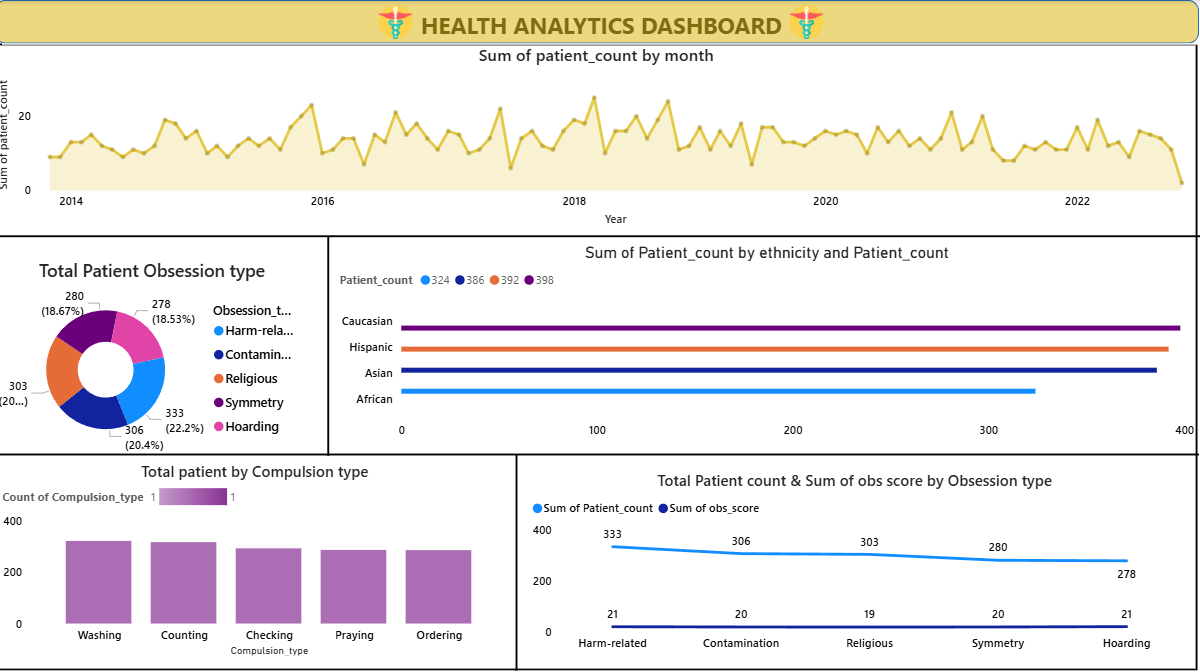 HEALTH ANALYTICS DASHBOARD
Sum of patient_count by month
Sum of patient_count
20
0
2014
2016
2018
2020
2022
Year
Total Patient Obsession type
280
(18.67%)
278
(18.53%)
303
(20...)
333
(22.2%)
306
(20.4%)
Obsession_t...
Harm-rela...
Contamin...
Religious
Symmetry
Hoarding
Sum of Patient_count by ethnicity and Patient_count
Patient_count 324 386 392 398
Caucasian
Hispanic
Asian
African
0 100 200 300 400
Total patient by Compulsion type
Count of Compulsion_type 1 1
400
200
0
Washing Counting Checking Praying Ordering
Compulsion_type
Total Patient count & Sum of obs score by Obsession type
Sum of Patient_count Sum of obs_score
400
200
0
333 306 303 280 278
21 20 19 20 21
Harm-related Contamination Religious Symmetry Hoarding